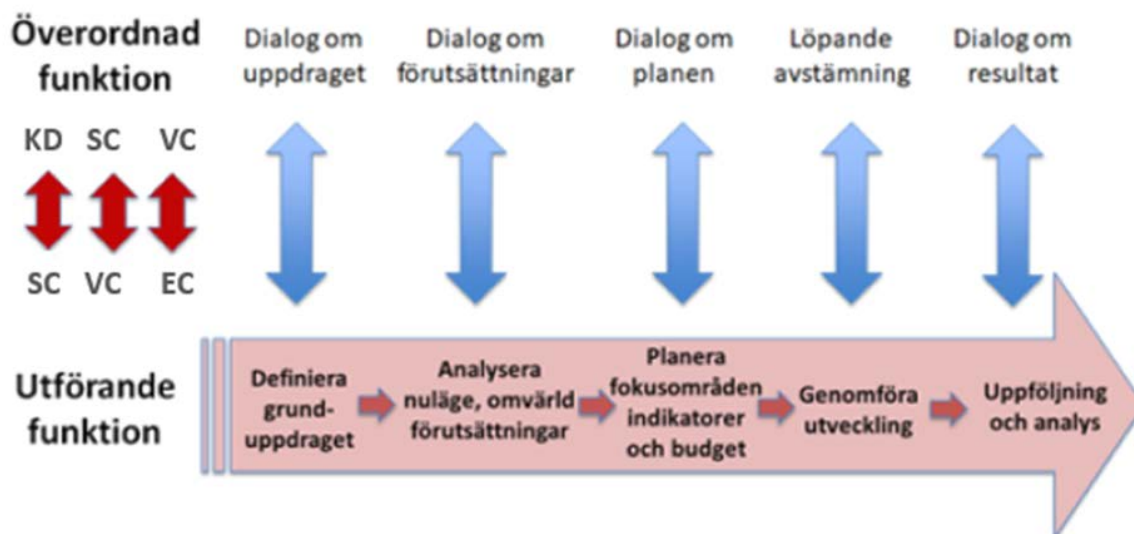 Överordnad
funktion
KD SC VC
SC VC EC
Dialog om
uppdraget
Dialog om
förutsättningar
Dialog om
planen
Löpande
avstämning
Dialog om
resultat
Utförande
funktion
Definiera
grund-
uppdraget
Analysera
nuläge, omvärld
förutsättningar
Planera
fokusområden
indikatorer
och budget
Genomföra
utveckling
Uppföljning
och analys